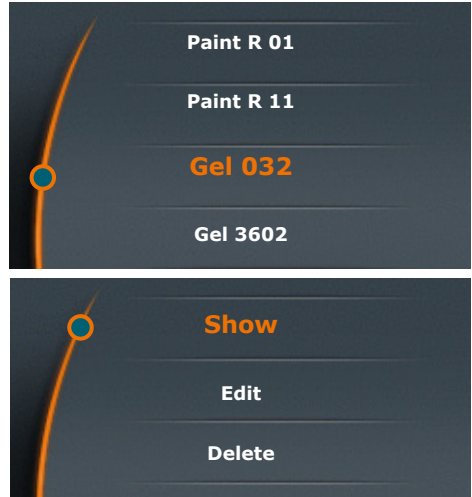 Paint R 01
Paint R 11
Gel 032
Gel 3602
Show
Edit
Delete